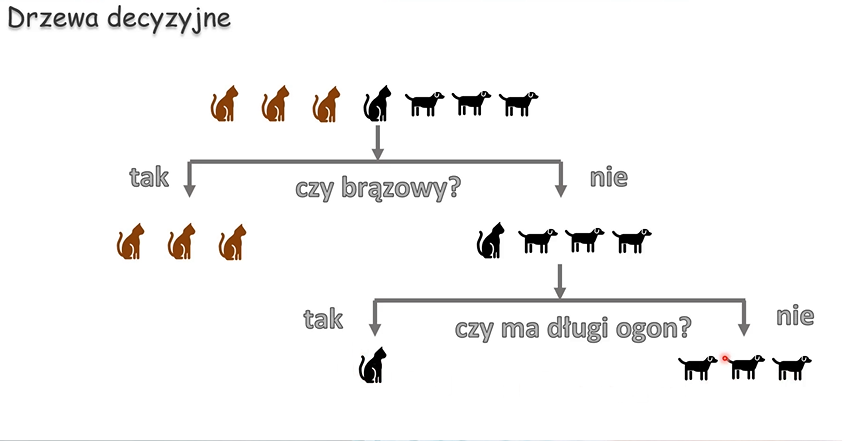 Drzewa decyzyjne
tak
czy brązowy?
nie
tak
czy ma długi ogon?
nie